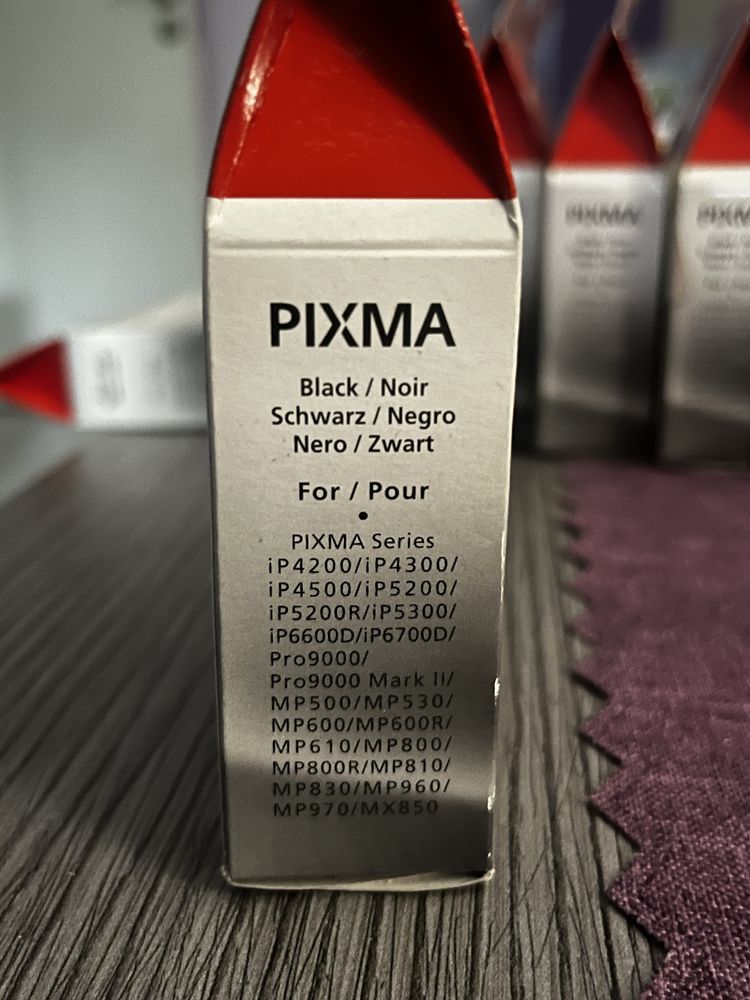 PIXMA
Black / Noir
Schwarz / Negro
Nero / Zwart
For / Pour
•
PIXMA Series
iP4200/iP4300/
iP4500/iP5200/
iP5200R/iP5300/
iP6600D/iP6700D/
Pro9000/
Pro9000 Mark II/
MP500/MP530/
MP600/MP600R/
MP610/MP800/
MP800R/MP810/
MP830/MP960/
MP970/MX850
PIXMA